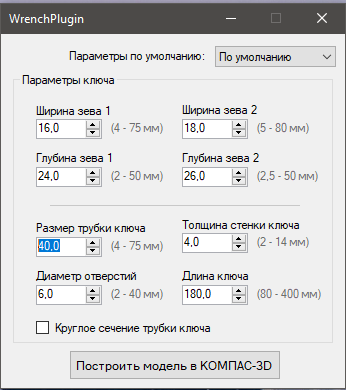 WrenchPlugin
Параметры по умолчанию: По умолчанию
Параметры ключа
Ширина зева 1 Ширина зева 2
16,0 (4 - 75 мм) 18,0 (5 - 80 мм)
Глубина зева 1 Глубина зева 2
24,0 (2 - 50 мм) 26,0 (2,5 - 50 мм)
Размер трубки ключа Толщина стенки ключа
40,0 (4 - 75 мм) 4,0 (2 - 14 мм)
Диаметр отверстий Длина ключа
6,0 (2 - 40 мм) 180,0 (80 - 400 мм)
Круглое сечение трубки ключа
Построить модель в КОМПАС-3D